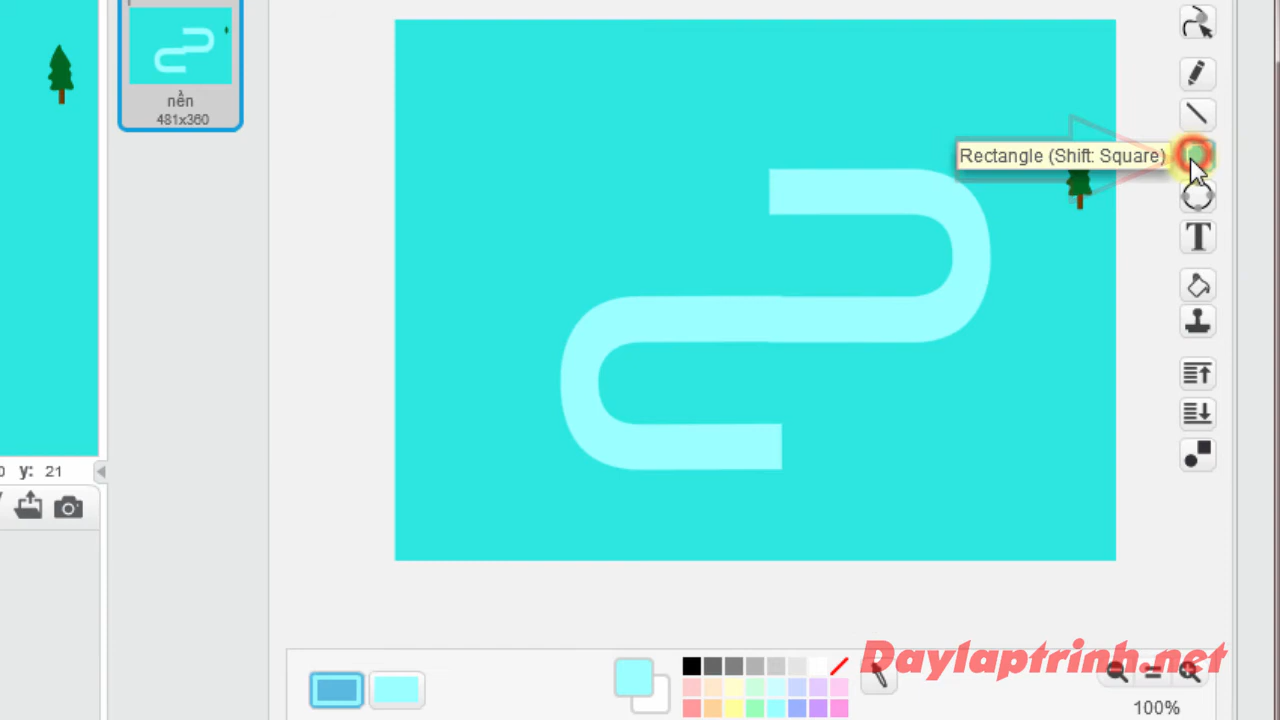 nền
481x360
Rectangle (Shift: Square)
T
y: 21
Daylaptrinh.net
100%